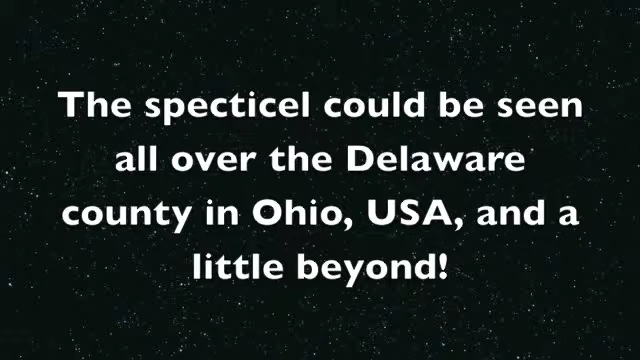 The specticel could be seen
all over the Delaware
county in Ohio, USA, and a
little beyond!